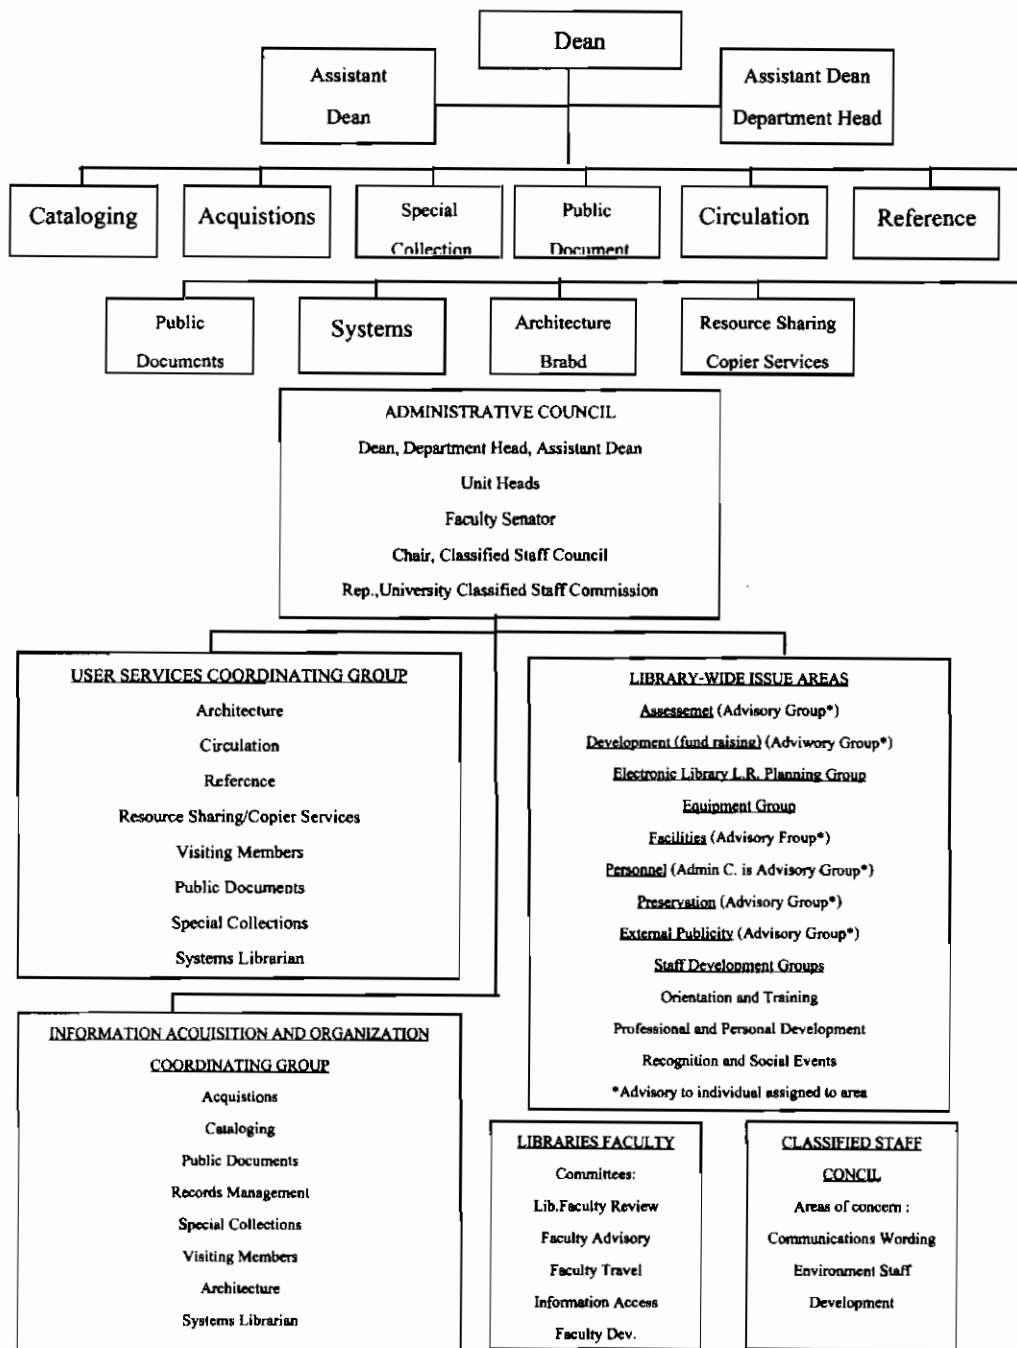 Dean
Assistant
Dean
Assistant Dean
Department Head
Cataloging
Acquistions
Special
Collection
Public
Document
Circulation
Reference
Public
Documents
Systems
Architecture
Brabd
Resource Sharing
Copier Services
ADMINISTRATIVE COUNCIL
Dean, Department Head, Assistant Dean
Unit Heads
Faculty Senator
Chair, Classified Staff Council
Rep.,University Classified Staff Commission
USER SERVICES COORDINATING GROUP
Architecture
Circulation
Reference
Resource Sharing/Copier Services
Visiting Members
Public Documents
Special Collections
Systems Librarian
LIBRARY-WIDE ISSUE AREAS
Assessemet (Advisory Group*)
Development (fund raising) (Adviwory Group*)
Electronic Library L.R. Planning Group
Equipment Group
Facilities (Advisory Froup*)
Personnel (Admin C. is Advisory Group*)
Preservation (Advisory Group*)
External Publicity (Advisory Group*)
Staff Development Groups
Orientation and Training
Professional and Personal Development
Recognition and Social Events
*Advisory to individual assigned to area
INFORMATION ACQUISITION AND ORGANIZATION
COORDINATING GROUP
Acquistions
Cataloging
Public Documents
Records Management
Special Collections
Visiting Members
Architecture
Systems Librarian
LIBRARIES FACULTY
Committees:
Lib.Faculty Review
Faculty Advisory
Faculty Travel
Information Access
Faculty Dev.
CLASSIFIED STAFF
CONCIL
Areas of concern :
Communications Wording
Environment Staff
Development